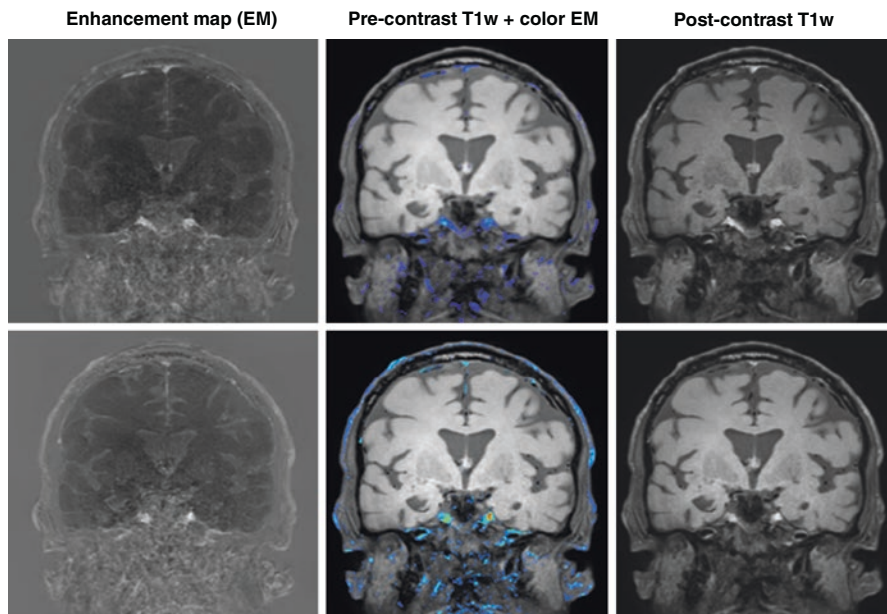 Enhancement map (EM)
Pre-contrast T1w + color EM
Post-contrast T1w